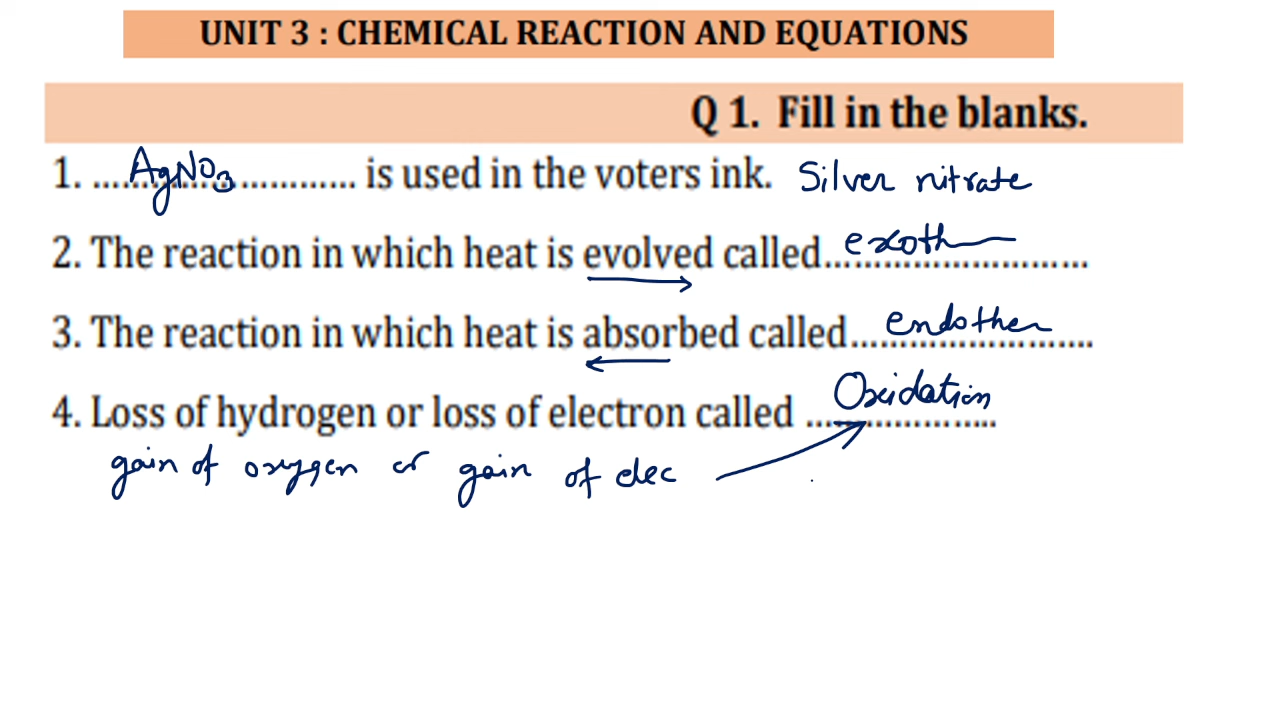 UNIT 3 : CHEMICAL REACTION AND EQUATIONS
Q 1. Fill in the blanks.
1. ...AgNO3........................ is used in the voters ink. Silver nitrate
2. The reaction in which heat is evolved called exoth...........................
3. The reaction in which heat is absorbed called endother.........................
4. Loss of hydrogen or loss of electron called Oxidation....................
gain of oxygen or gain of elec